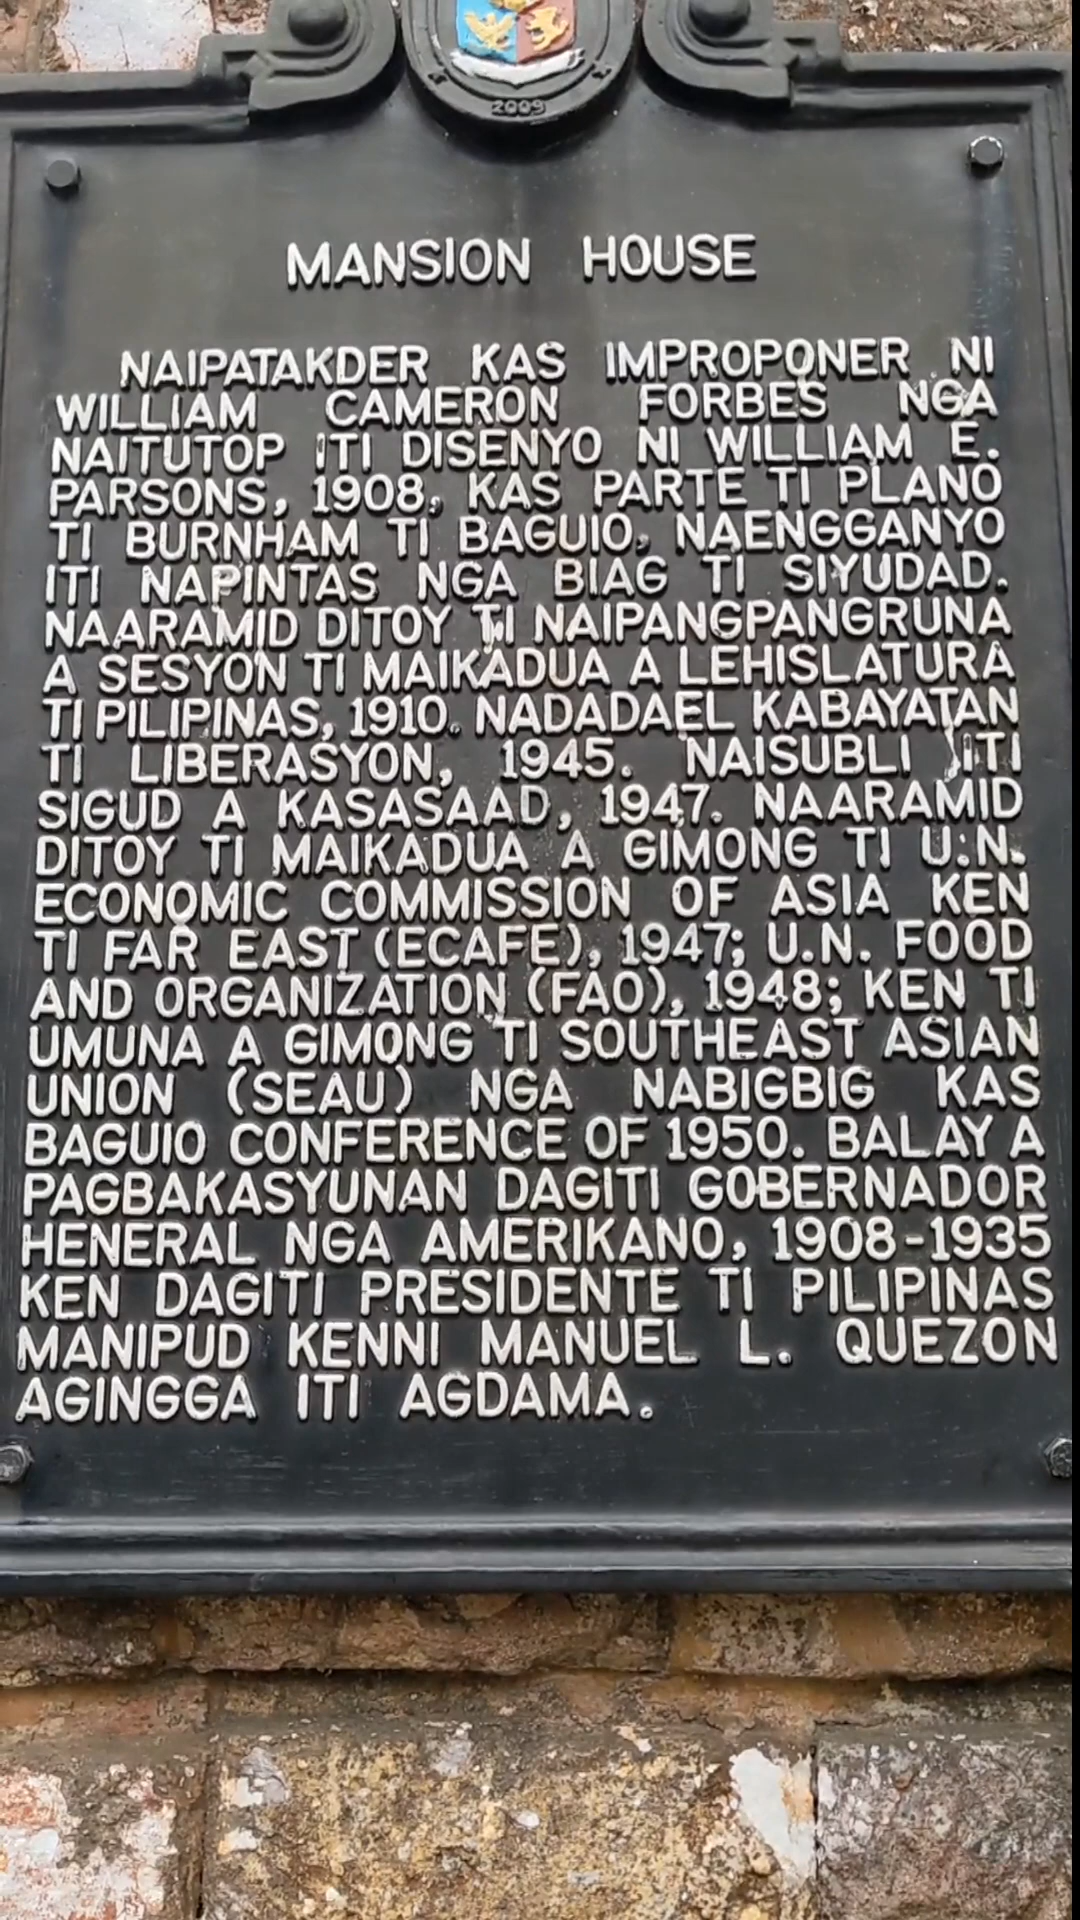 2009
MANSION HOUSE
NAIPATAKDER KAS IMPROPONER NI
WILLIAM CAMERON FORBES NGA
NAITUTOP ITI DISENYO NI WILLIAM E.
PARSONS, 1908, KAS PARTE TI PLANO
TI BURNHAM TI BAGUIO, NAENGGANYO
ITI NAPINTAS NGA BIAG TI SIYUDAD.
NAARAMID DITOY TI NAIPANGPANGRUNA
A SESYON TI MAIKADUA A LEHISLATURA
TI PILIPINAS, 1910. NADADAEL KABAYATAN
TI LIBERASYON, 1945. NAISUBLI ITI
SIGUD A KASASAAD, 1947. NAARAMID
DITOY TI MAIKADUA A GIMONG TI U.N.
ECONOMIC COMMISSION OF ASIA KEN
TI FAR EAST (ECAFE), 1947; U.N. FOOD
AND ORGANIZATION (FAO), 1948; KEN TI
UMUNA A GIMONG TI SOUTHEAST ASIAN
UNION (SEAU) NGA NABIGBIG KAS
BAGUIO CONFERENCE OF 1950. BALAY A
PAGBAKASYUNAN DAGITI GOBERNADOR
HENERAL NGA AMERIKANO, 1908-1935
KEN DAGITI PRESIDENTE TI PILIPINAS
MANIPUD KENNI MANUEL L. QUEZON
AGINGGA ITI AGDAMA.